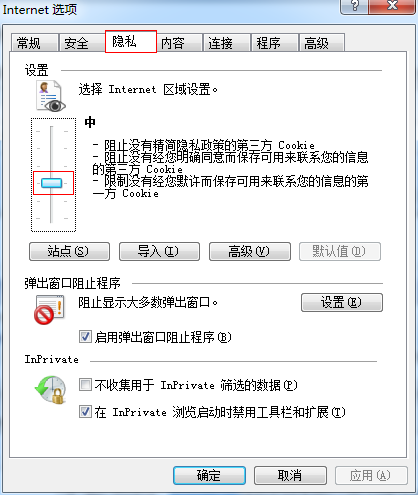 Internet 选项
常规 安全 隐私 内容 连接 程序 高级
设置
选择 Internet 区域设置。
中
- 阻止没有精简隐私政策的第三方 Cookie
- 阻止没有经您明确同意而保存可用来联系您的信息
的第三方 Cookie
- 限制没有经您默许而保存可用来联系您的信息的第
一方 Cookie
站点(S) 导入(I) 高级(V) 默认值(D)
弹出窗口阻止程序
阻止显示大多数弹出窗口。 设置(E)
启用弹出窗口阻止程序(B)
InPrivate
不收集用于 InPrivate 筛选的数据(P)
在 InPrivate 浏览启动时禁用工具栏和扩展(T)
确定 取消 应用(A)